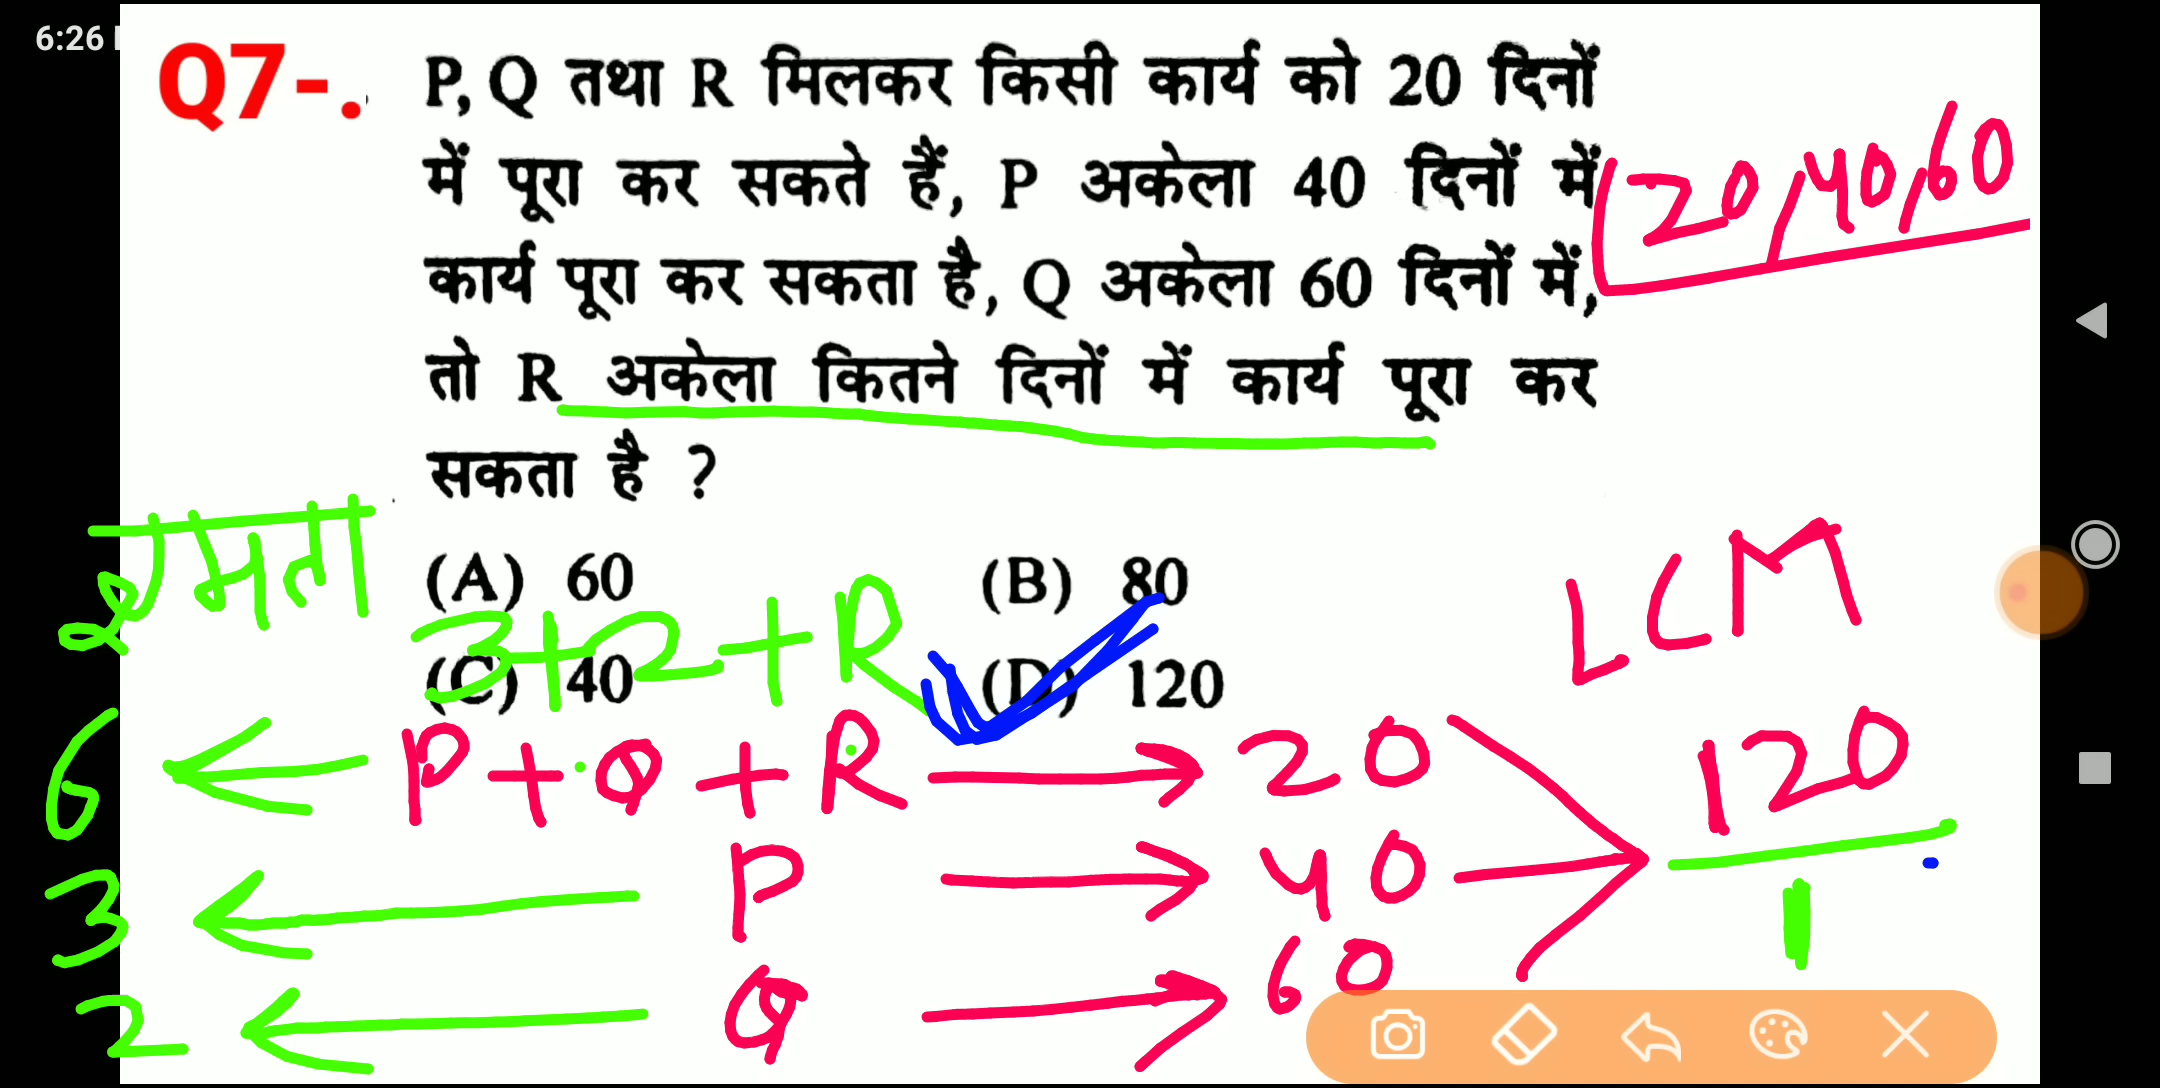 6:26
Q7-. P, Q तथा R मिलकर किसी कार्य को 20 दिनों
में पूरा कर सकते हैं, P अकेला 40 दिनों में
20, 40, 60
कार्य पूरा कर सकता है, Q अकेला 60 दिनों में,
तो R अकेला कितने दिनों में कार्य पूरा कर
सकता है ?
(A) 60 (B) 80
LCM
3+2+R
(C) 40 (D) 120
6 P+Q+R 20 120
3 P 40 1
2 Q 60